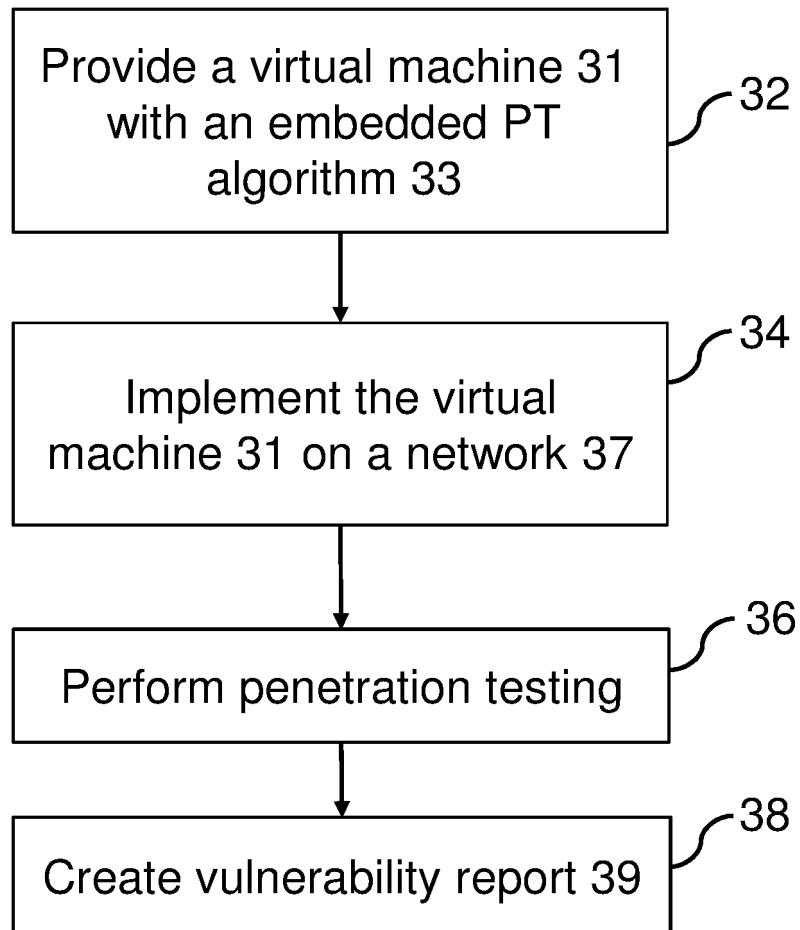 Provide a virtual machine 31
with an embedded PT
algorithm 33
32
Implement the virtual
machine 31 on a network 37
34
Perform penetration testing
36
Create vulnerability report 39
38